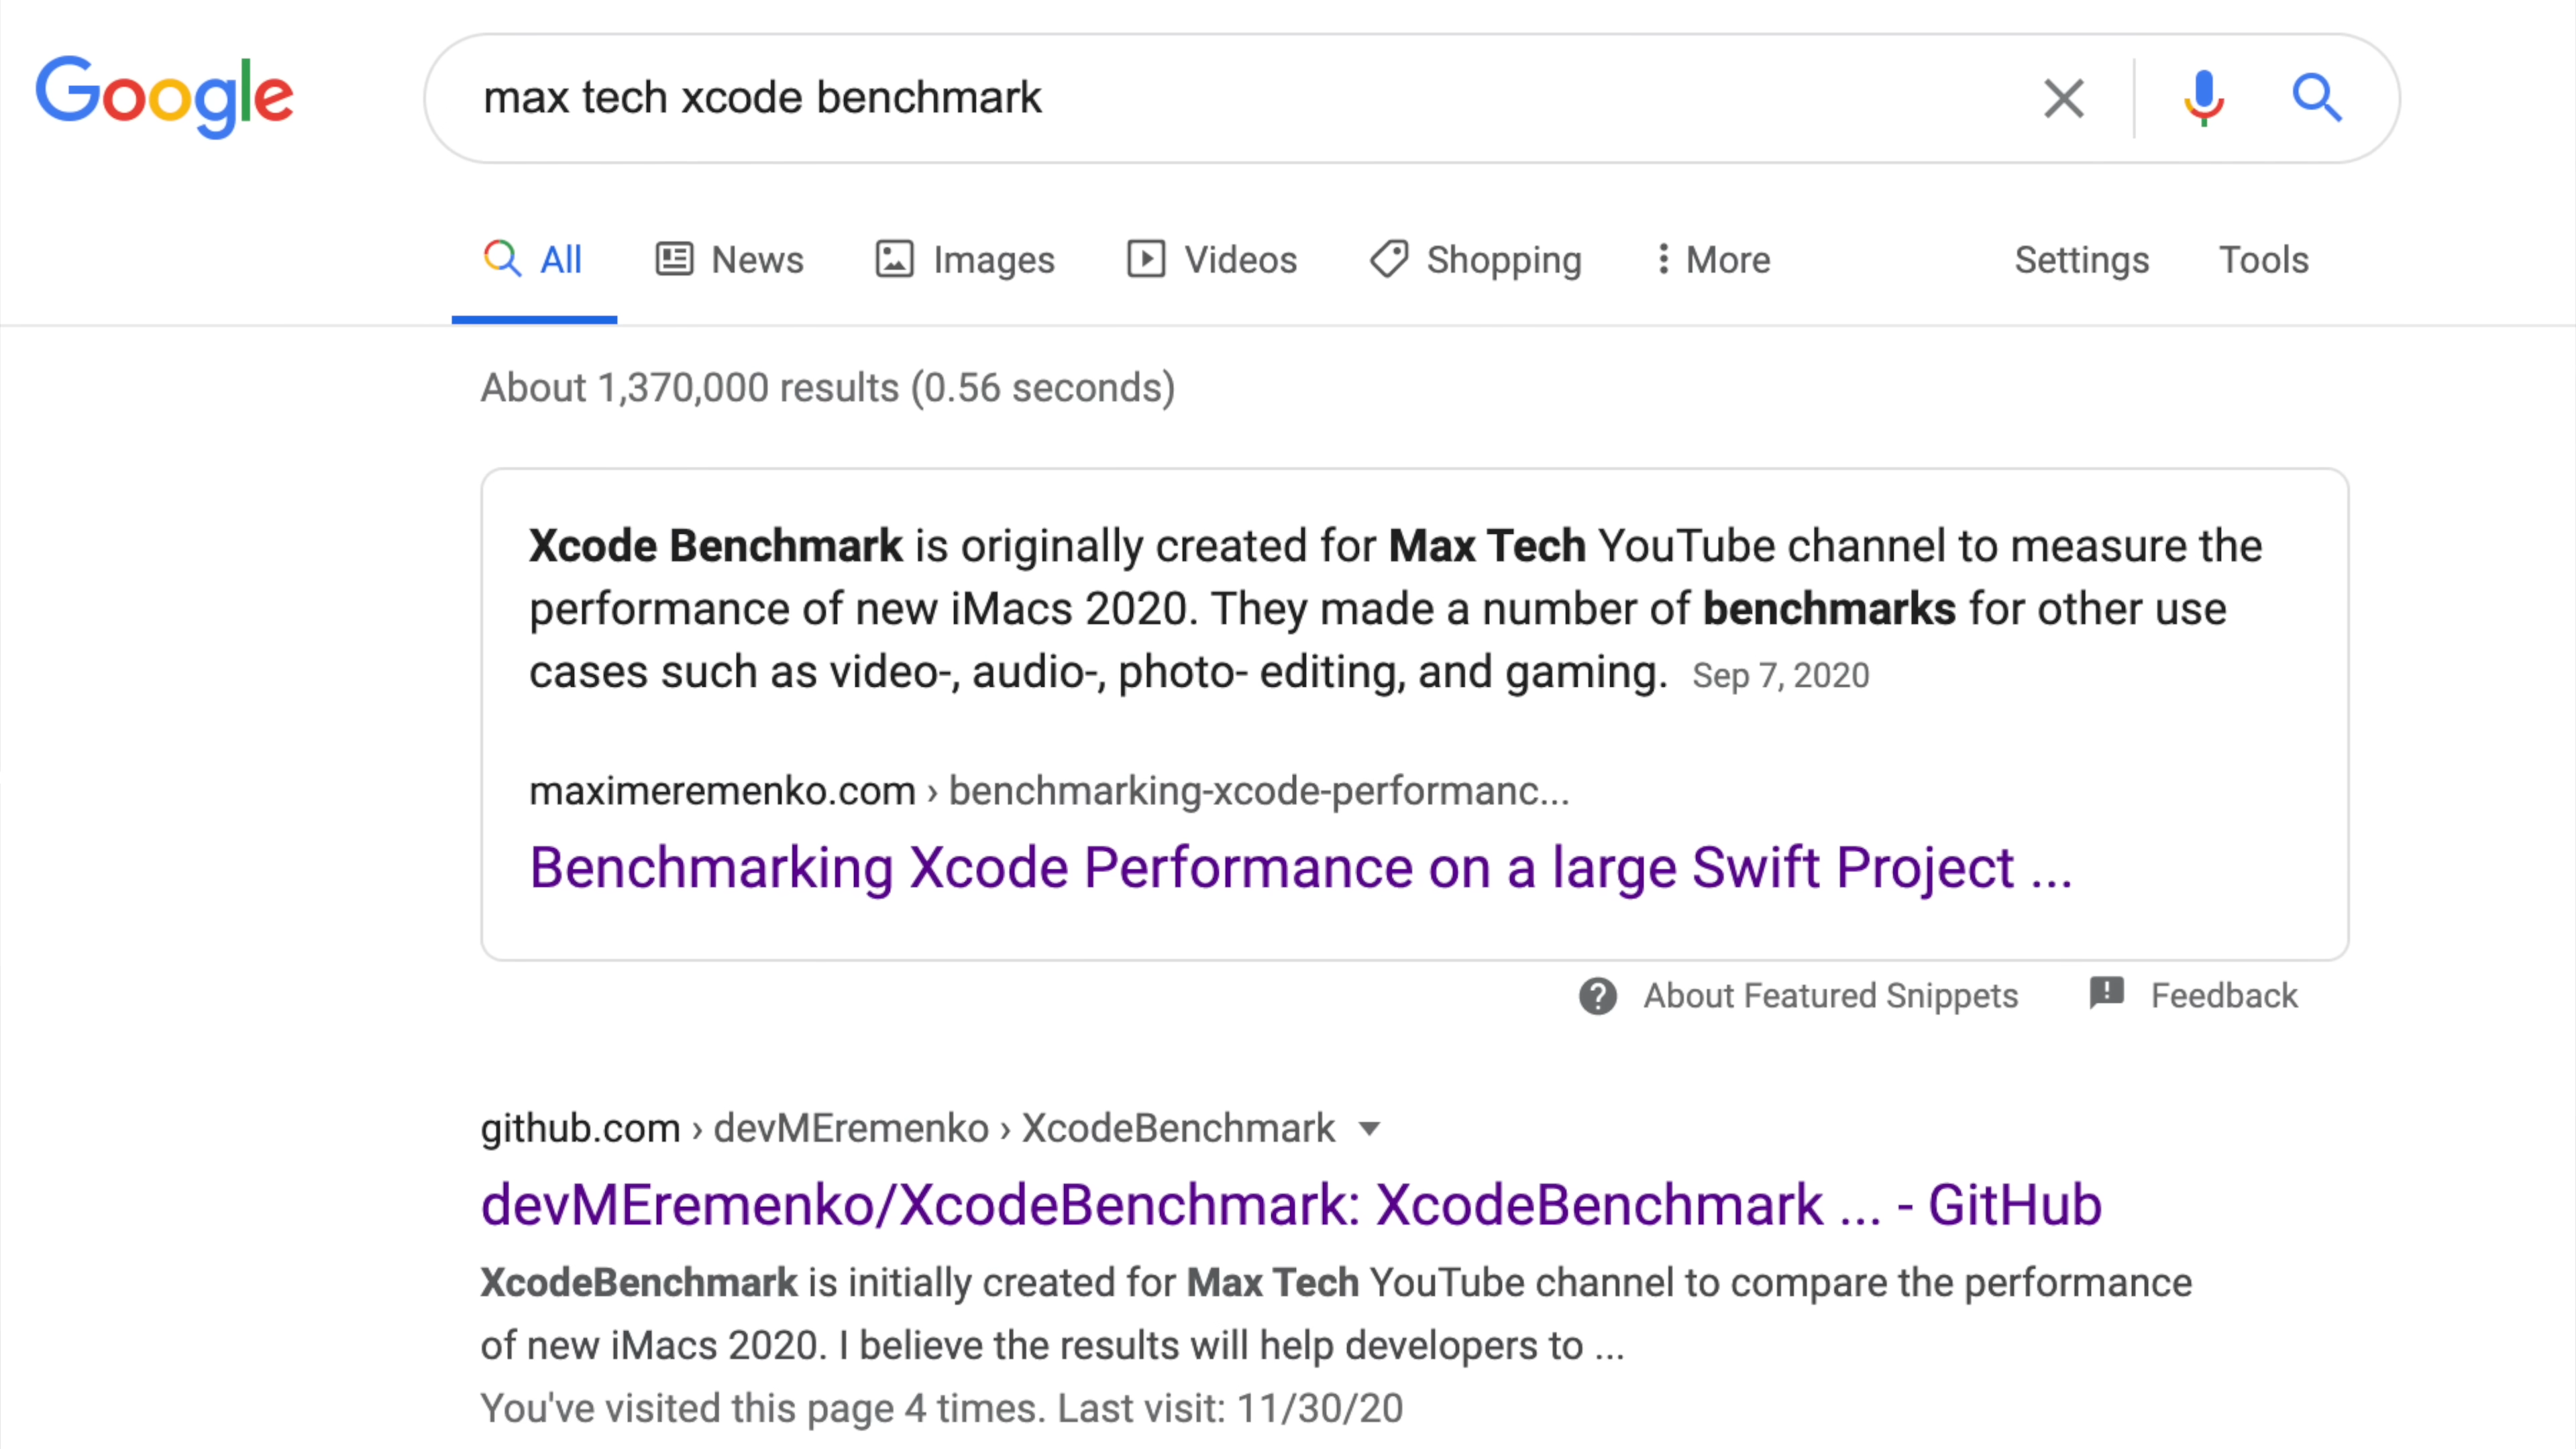 Google
max tech xcode benchmark
All News Images Videos Shopping More Settings Tools
About 1,370,000 results (0.56 seconds)
Xcode Benchmark is originally created for Max Tech YouTube channel to measure the
performance of new iMacs 2020. They made a number of benchmarks for other use
cases such as video-, audio-, photo- editing, and gaming. Sep 7, 2020
maximeremenko.com › benchmarking-xcode-performanc...
Benchmarking Xcode Performance on a large Swift Project ...
About Featured Snippets Feedback
github.com › devMEremenko › XcodeBenchmark
devMEremenko/XcodeBenchmark: XcodeBenchmark ... - GitHub
XcodeBenchmark is initially created for Max Tech YouTube channel to compare the performance
of new iMacs 2020. I believe the results will help developers to ...
You've visited this page 4 times. Last visit: 11/30/20